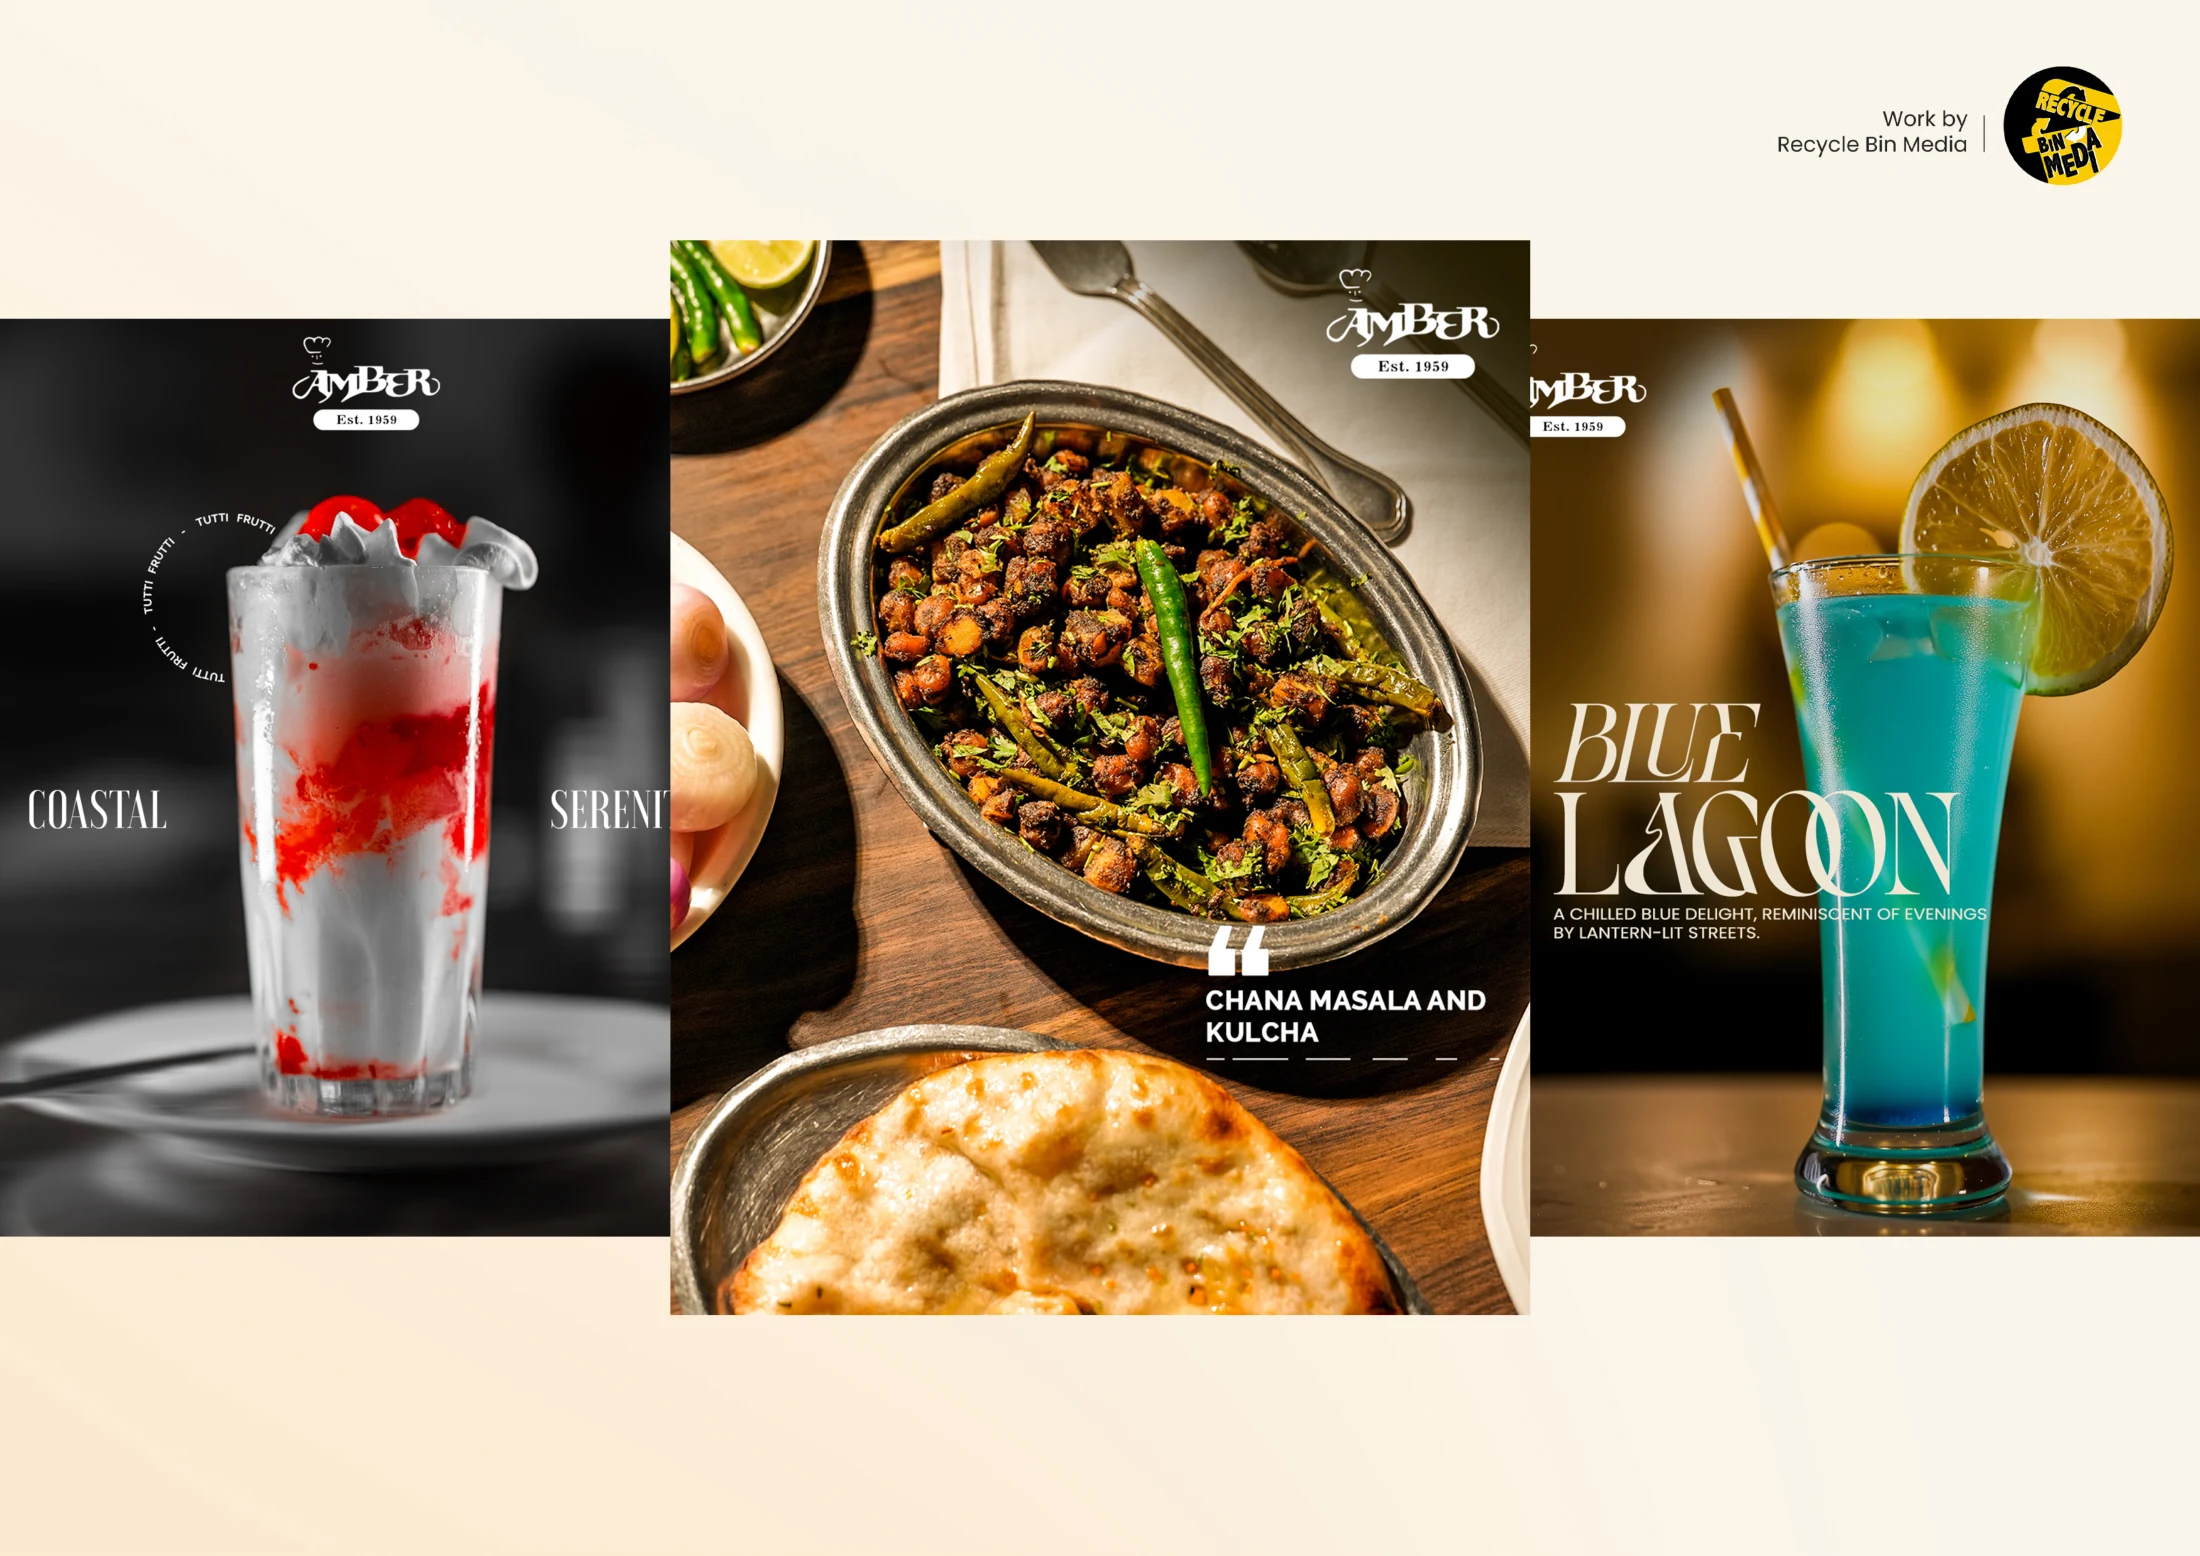 Work by
Recycle Bin Media
RECYCLE
BIN
MEDIA
AMBER
Est. 1959
TUTTI FRUTTI - TUTTI FRUTTI - TUTTI FRUTTI
COASTAL
SERENIT
AMBER
Est. 1959
“
CHANA MASALA AND
KULCHA
MBER
Est. 1959
BLUE
LAGOON
A CHILLED BLUE DELIGHT, REMINISCENT OF EVENINGS
BY LANTERN-LIT STREETS.